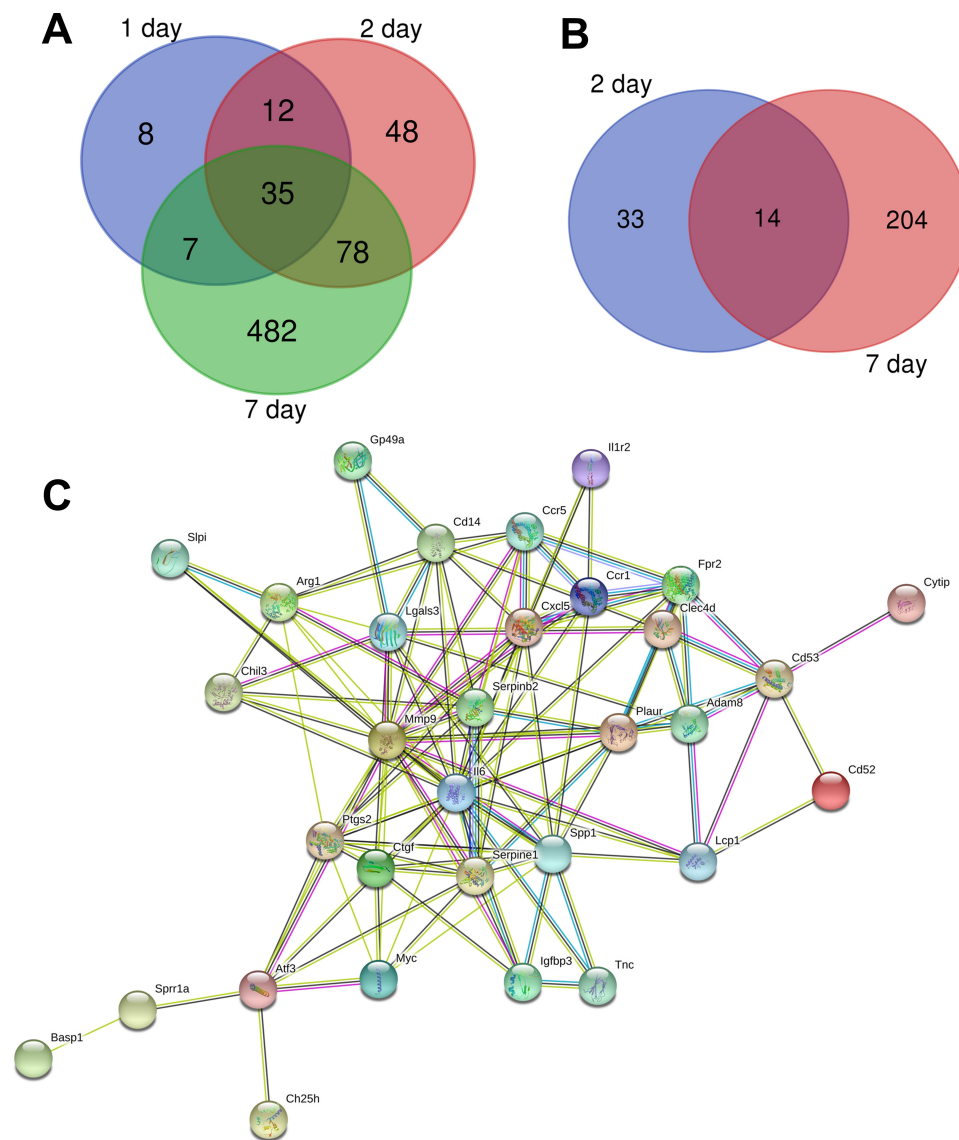 A
1 day
2 day
8
12
48
35
7
78
482
7 day
B
2 day
33
14
204
7 day
C
Gp49a
Il1r2
Slpi
Cd14
Ccr5
Arg1
Ccr1
Fpr2
Cytip
Lgals3
Cxcl5
Clec4d
Chil3
Cd53
Serpinb2
Mmp9
Plaur
Adam8
Il6
Cd52
Ptgs2
Ctgf
Serpine1
Spp1
Lcp1
Atf3
Myc
Igfbp3
Tnc
Sprr1a
Basp1
Ch25h